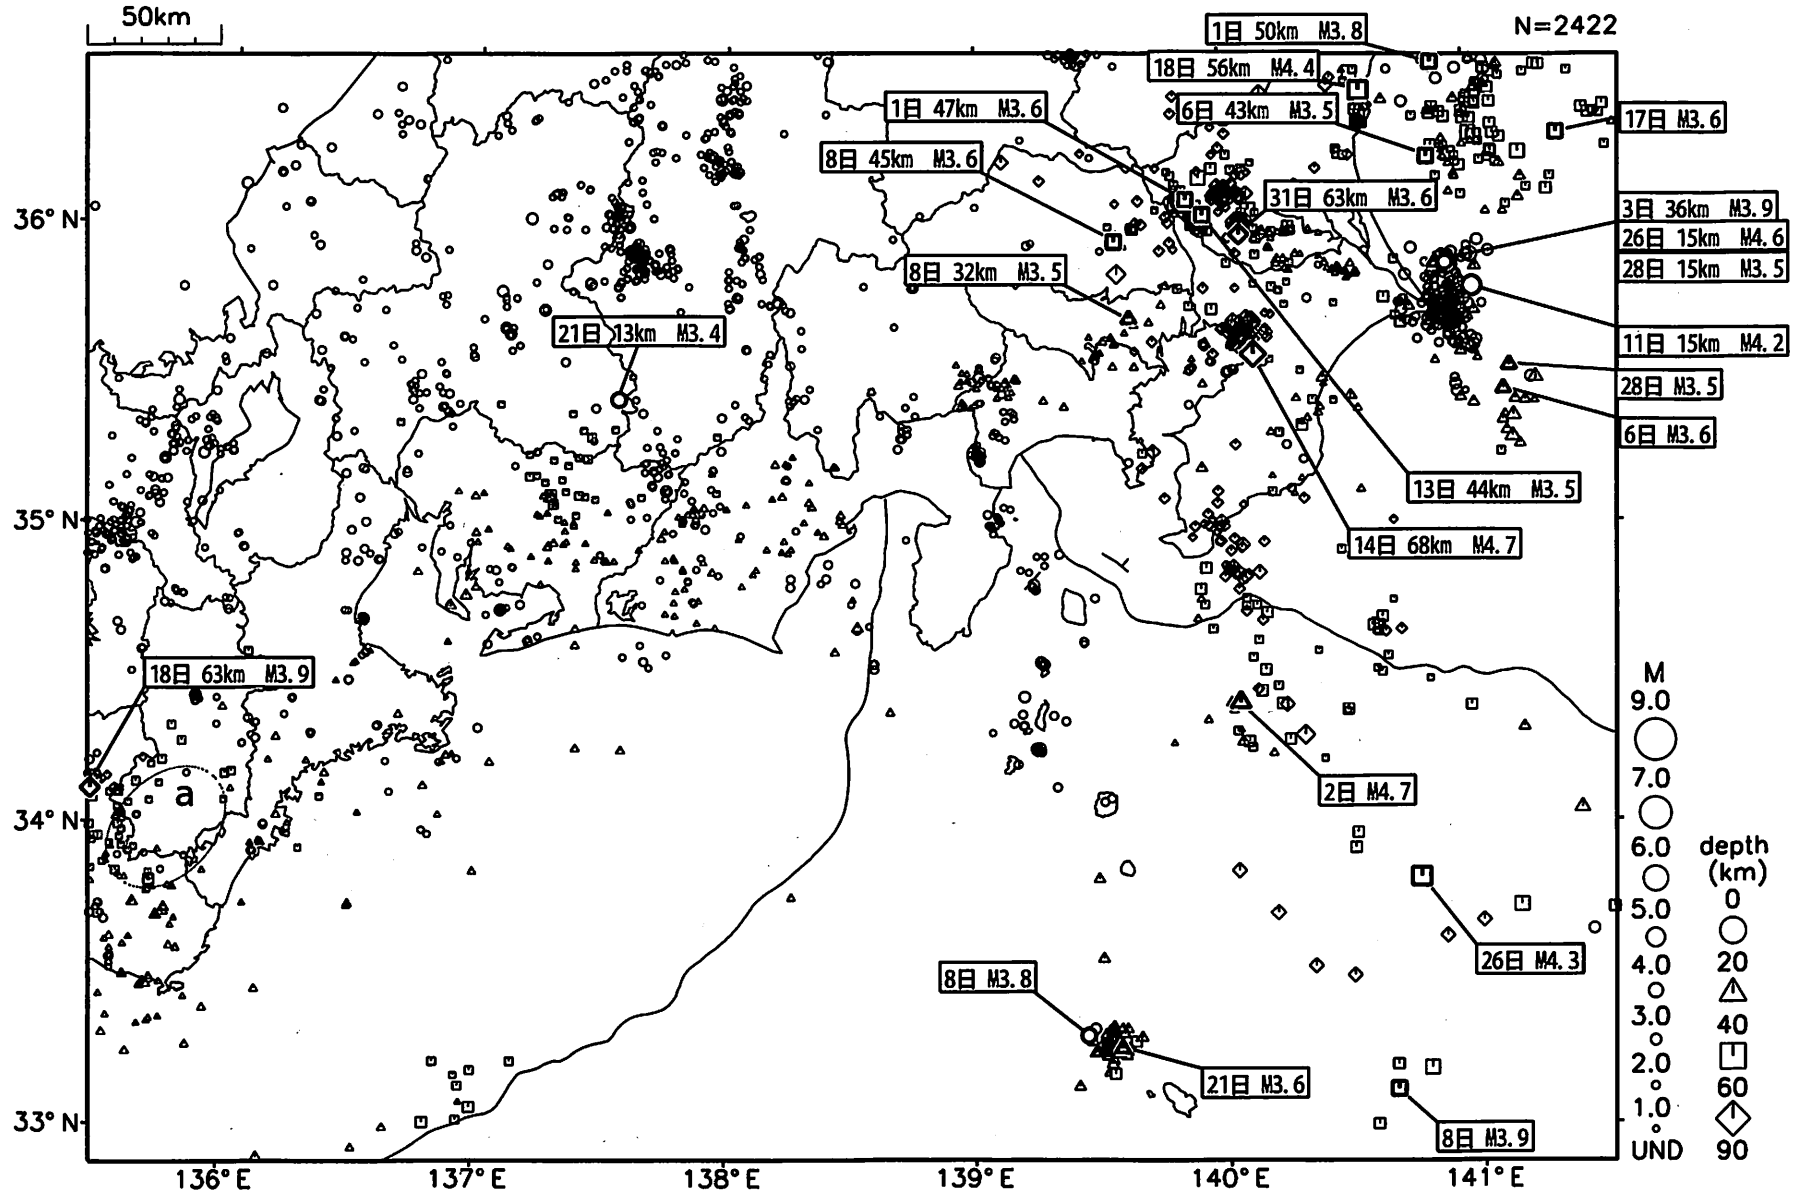 50km
N=2422
1日 50km M3.8
18日 56km M4.4
1日 47km M3.6
6日 43km M3.5
17日 M3.6
8日 45km M3.6
31日 63km M3.6
3日 36km M3.9
36°N
26日 15km M4.6
28日 15km M3.5
8日 32km M3.5
21日 13km M3.4
11日 15km M4.2
28日 M3.5
6日 M3.6
13日 44km M3.5
35°N
14日 68km M4.7
18日 63km M3.9
2日 M4.7
a
34°N
26日 M4.3
8日 M3.8
21日 M3.6
33°N
8日 M3.9
136°E
137°E
138°E
139°E
140°E
141°E
M
9.0
7.0
6.0
5.0
4.0
3.0
2.0
1.0
UND
depth
(km)
0
20
40
60
90